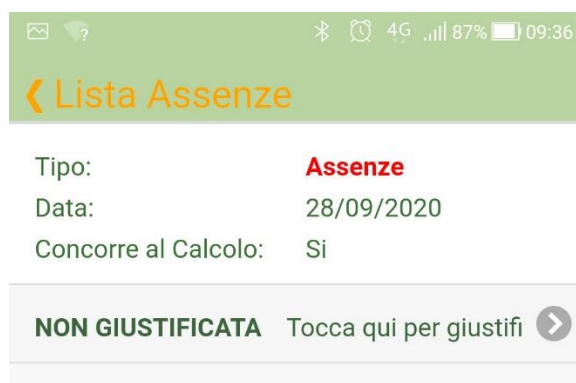 4G 87% 09:36
Lista Assenze
Tipo: Assenze
Data: 28/09/2020
Concorre al Calcolo: Si
NON GIUSTIFICATA Tocca qui per giustifi